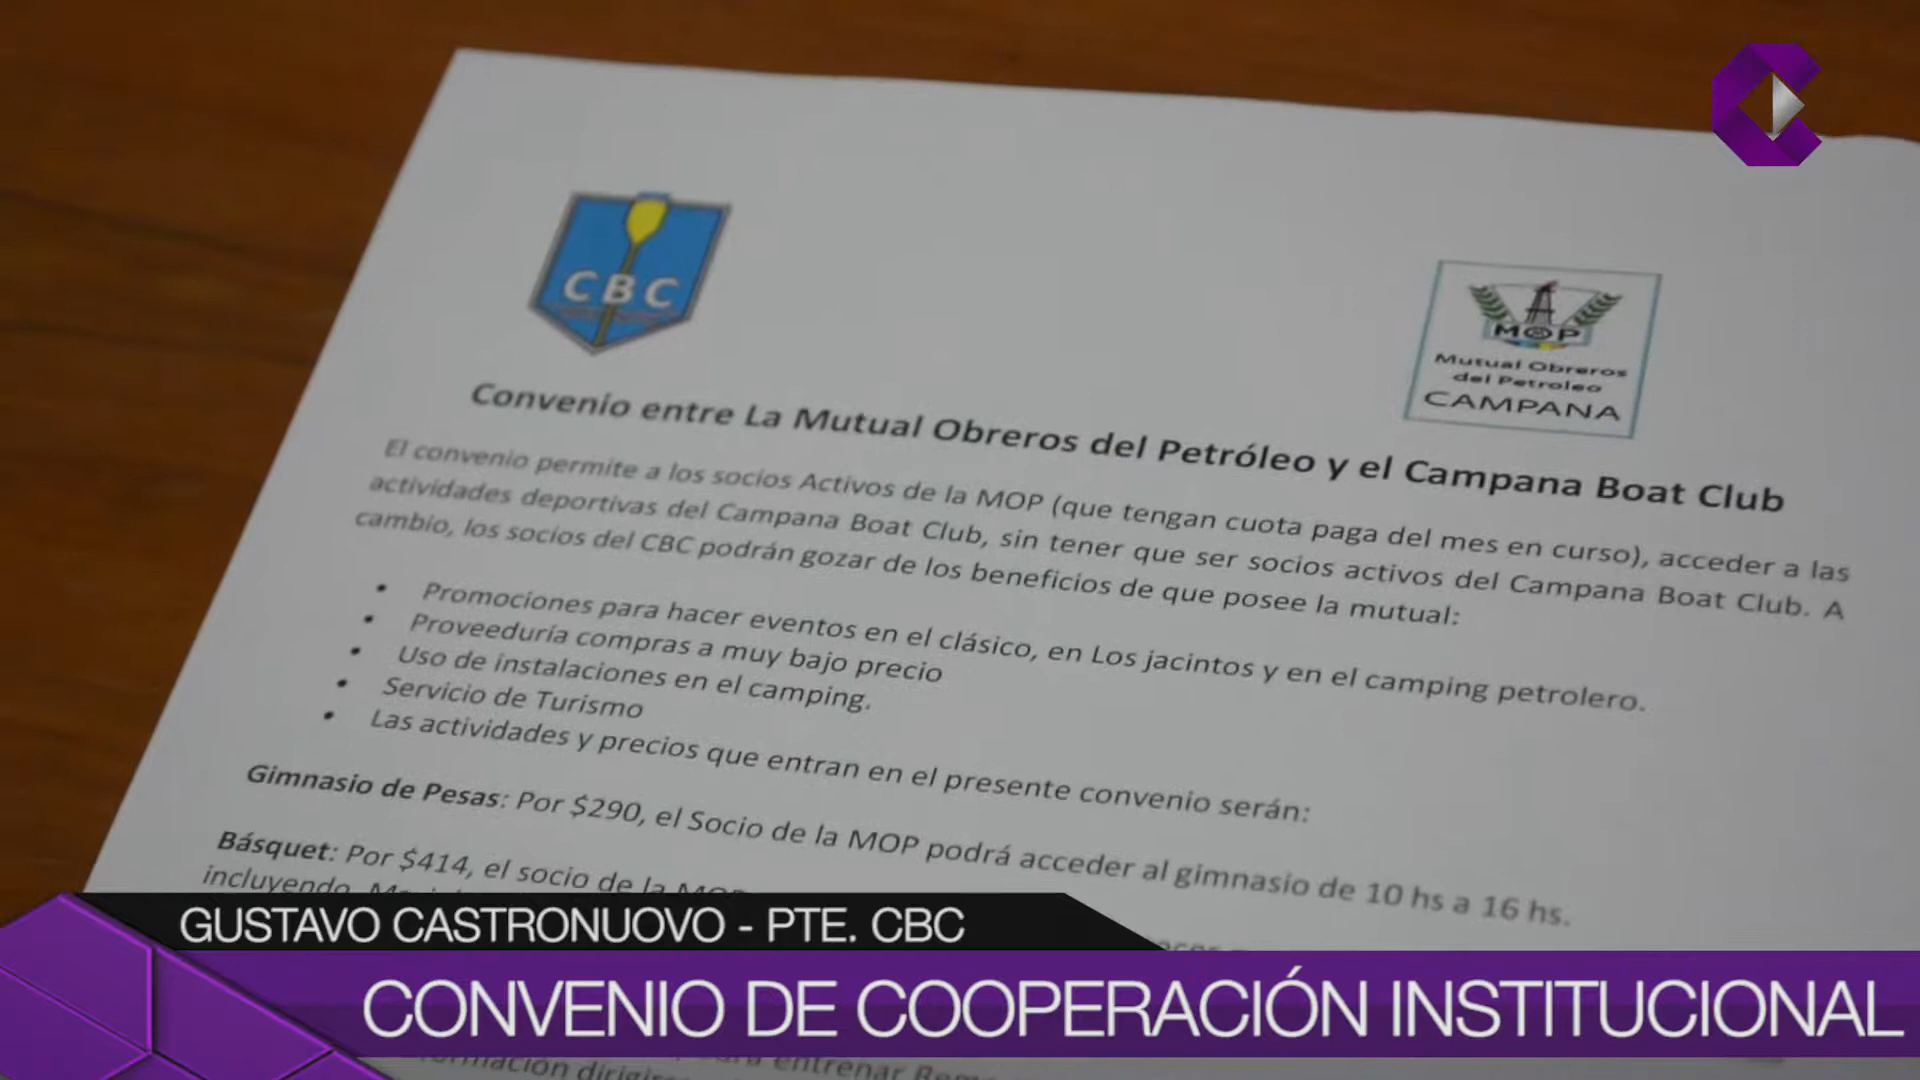 CBC
MOP
Mutual Obreros
del Petroleo
CAMPANA
Convenio entre La Mutual Obreros del Petróleo y el Campana Boat Club
El convenio permite a los socios Activos de la MOP (que tengan cuota paga del mes en curso), acceder a las
actividades deportivas del Campana Boat Club, sin tener que ser socios activos del Campana Boat Club. A
cambio, los socios del CBC podrán gozar de los beneficios de que posee la mutual:
• Promociones para hacer eventos en el clásico, en Los jacintos y en el camping petrolero.
• Proveeduría compras a muy bajo precio
• Uso de instalaciones en el camping.
• Servicio de Turismo
• Las actividades y precios que entran en el presente convenio serán:
Gimnasio de Pesas: Por $290, el Socio de la MOP podrá acceder al gimnasio de 10 hs a 16 hs.
Básquet: Por $414, el socio de la MOP
incluyendo
GUSTAVO CASTRONUOVO - PTE. CBC
CONVENIO DE COOPERACIÓN INSTITUCIONAL
entrenar